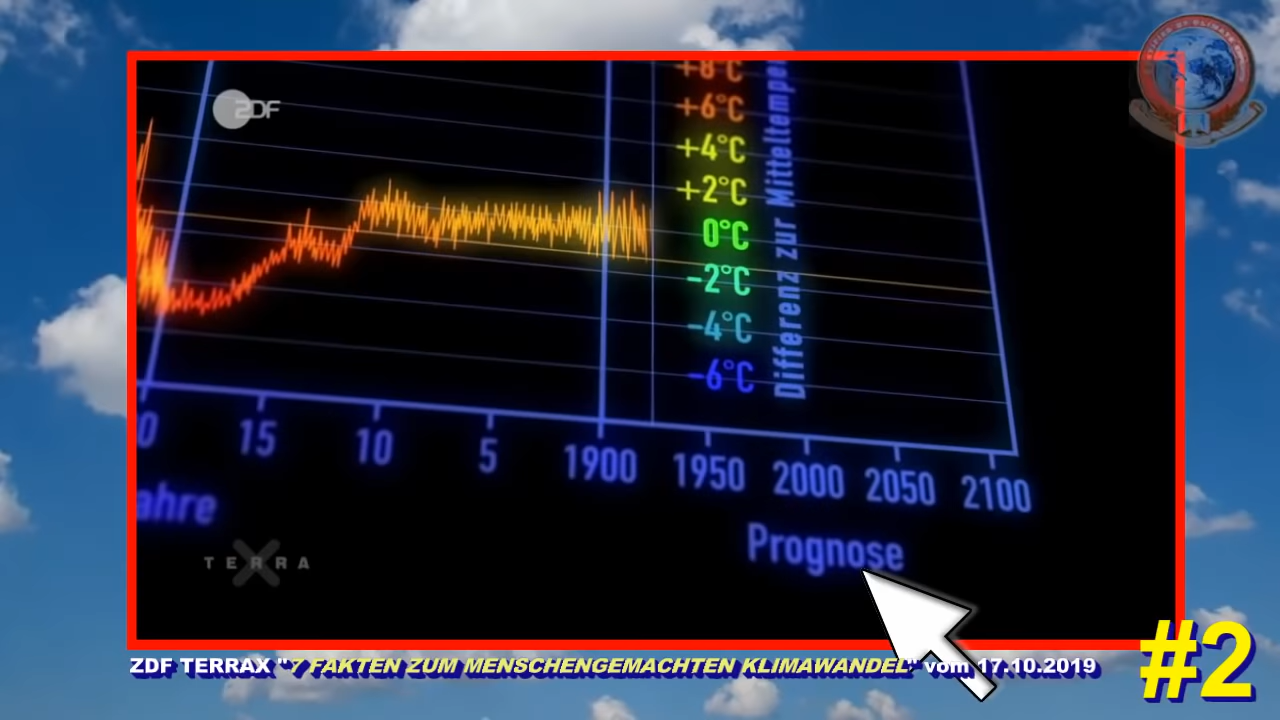 ZDF
+8°C
+6°C
+4°C
+2°C
0°C
-2°C
-4°C
-6°C
Differenz zur Mitteltemper
0
15
10
5
1900
1950
2000
2050
2100
ahre
Prognose
TERRA X
#2
ZDF TERRAX "7 FAKTEN ZUM MENSCHENGEMACHTEN KLIMAWANDEL" vom 17.10.2019